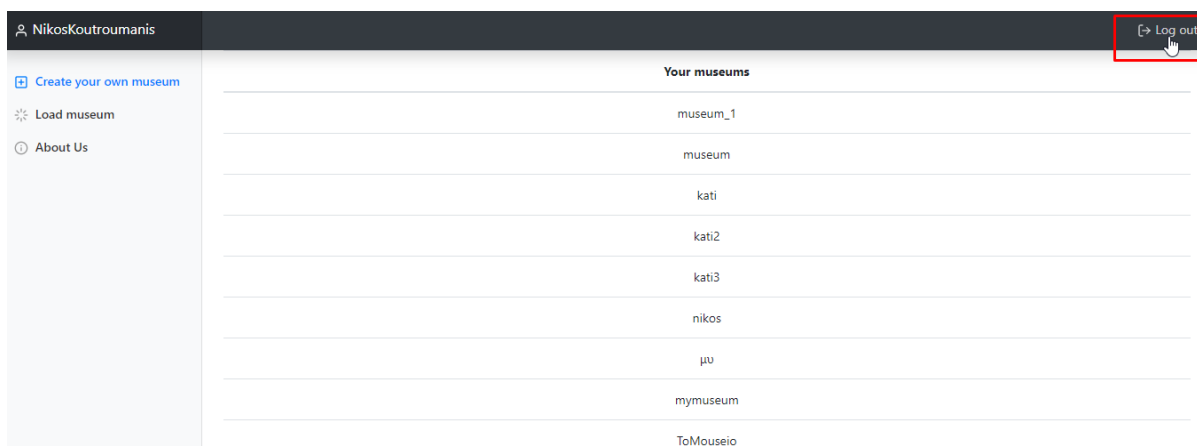 NikosKoutroumanis
Log out
Create your own museum
Load museum
About Us
Your museums
museum_1
museum
kati
kati2
kati3
nikos
μυ
mymuseum
ToMouseio